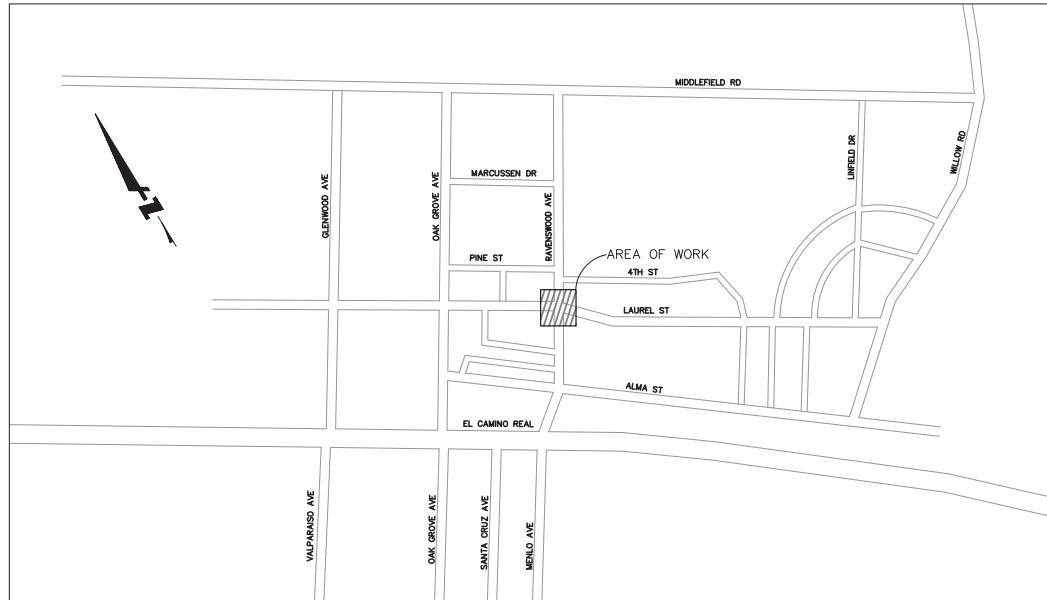 MIDDLEFIELD RD
LINFIELD DR
WILLOW RD
MARCUSSEN DR
GLENWOOD AVE
OAK GROVE AVE
RAVENSWOOD AVE
N
PINE ST
AREA OF WORK
4TH ST
LAUREL ST
ALMA ST
EL CAMINO REAL
VALPARAISO AVE
OAK GROVE AVE
SANTA CRUZ AVE
MENLO AVE